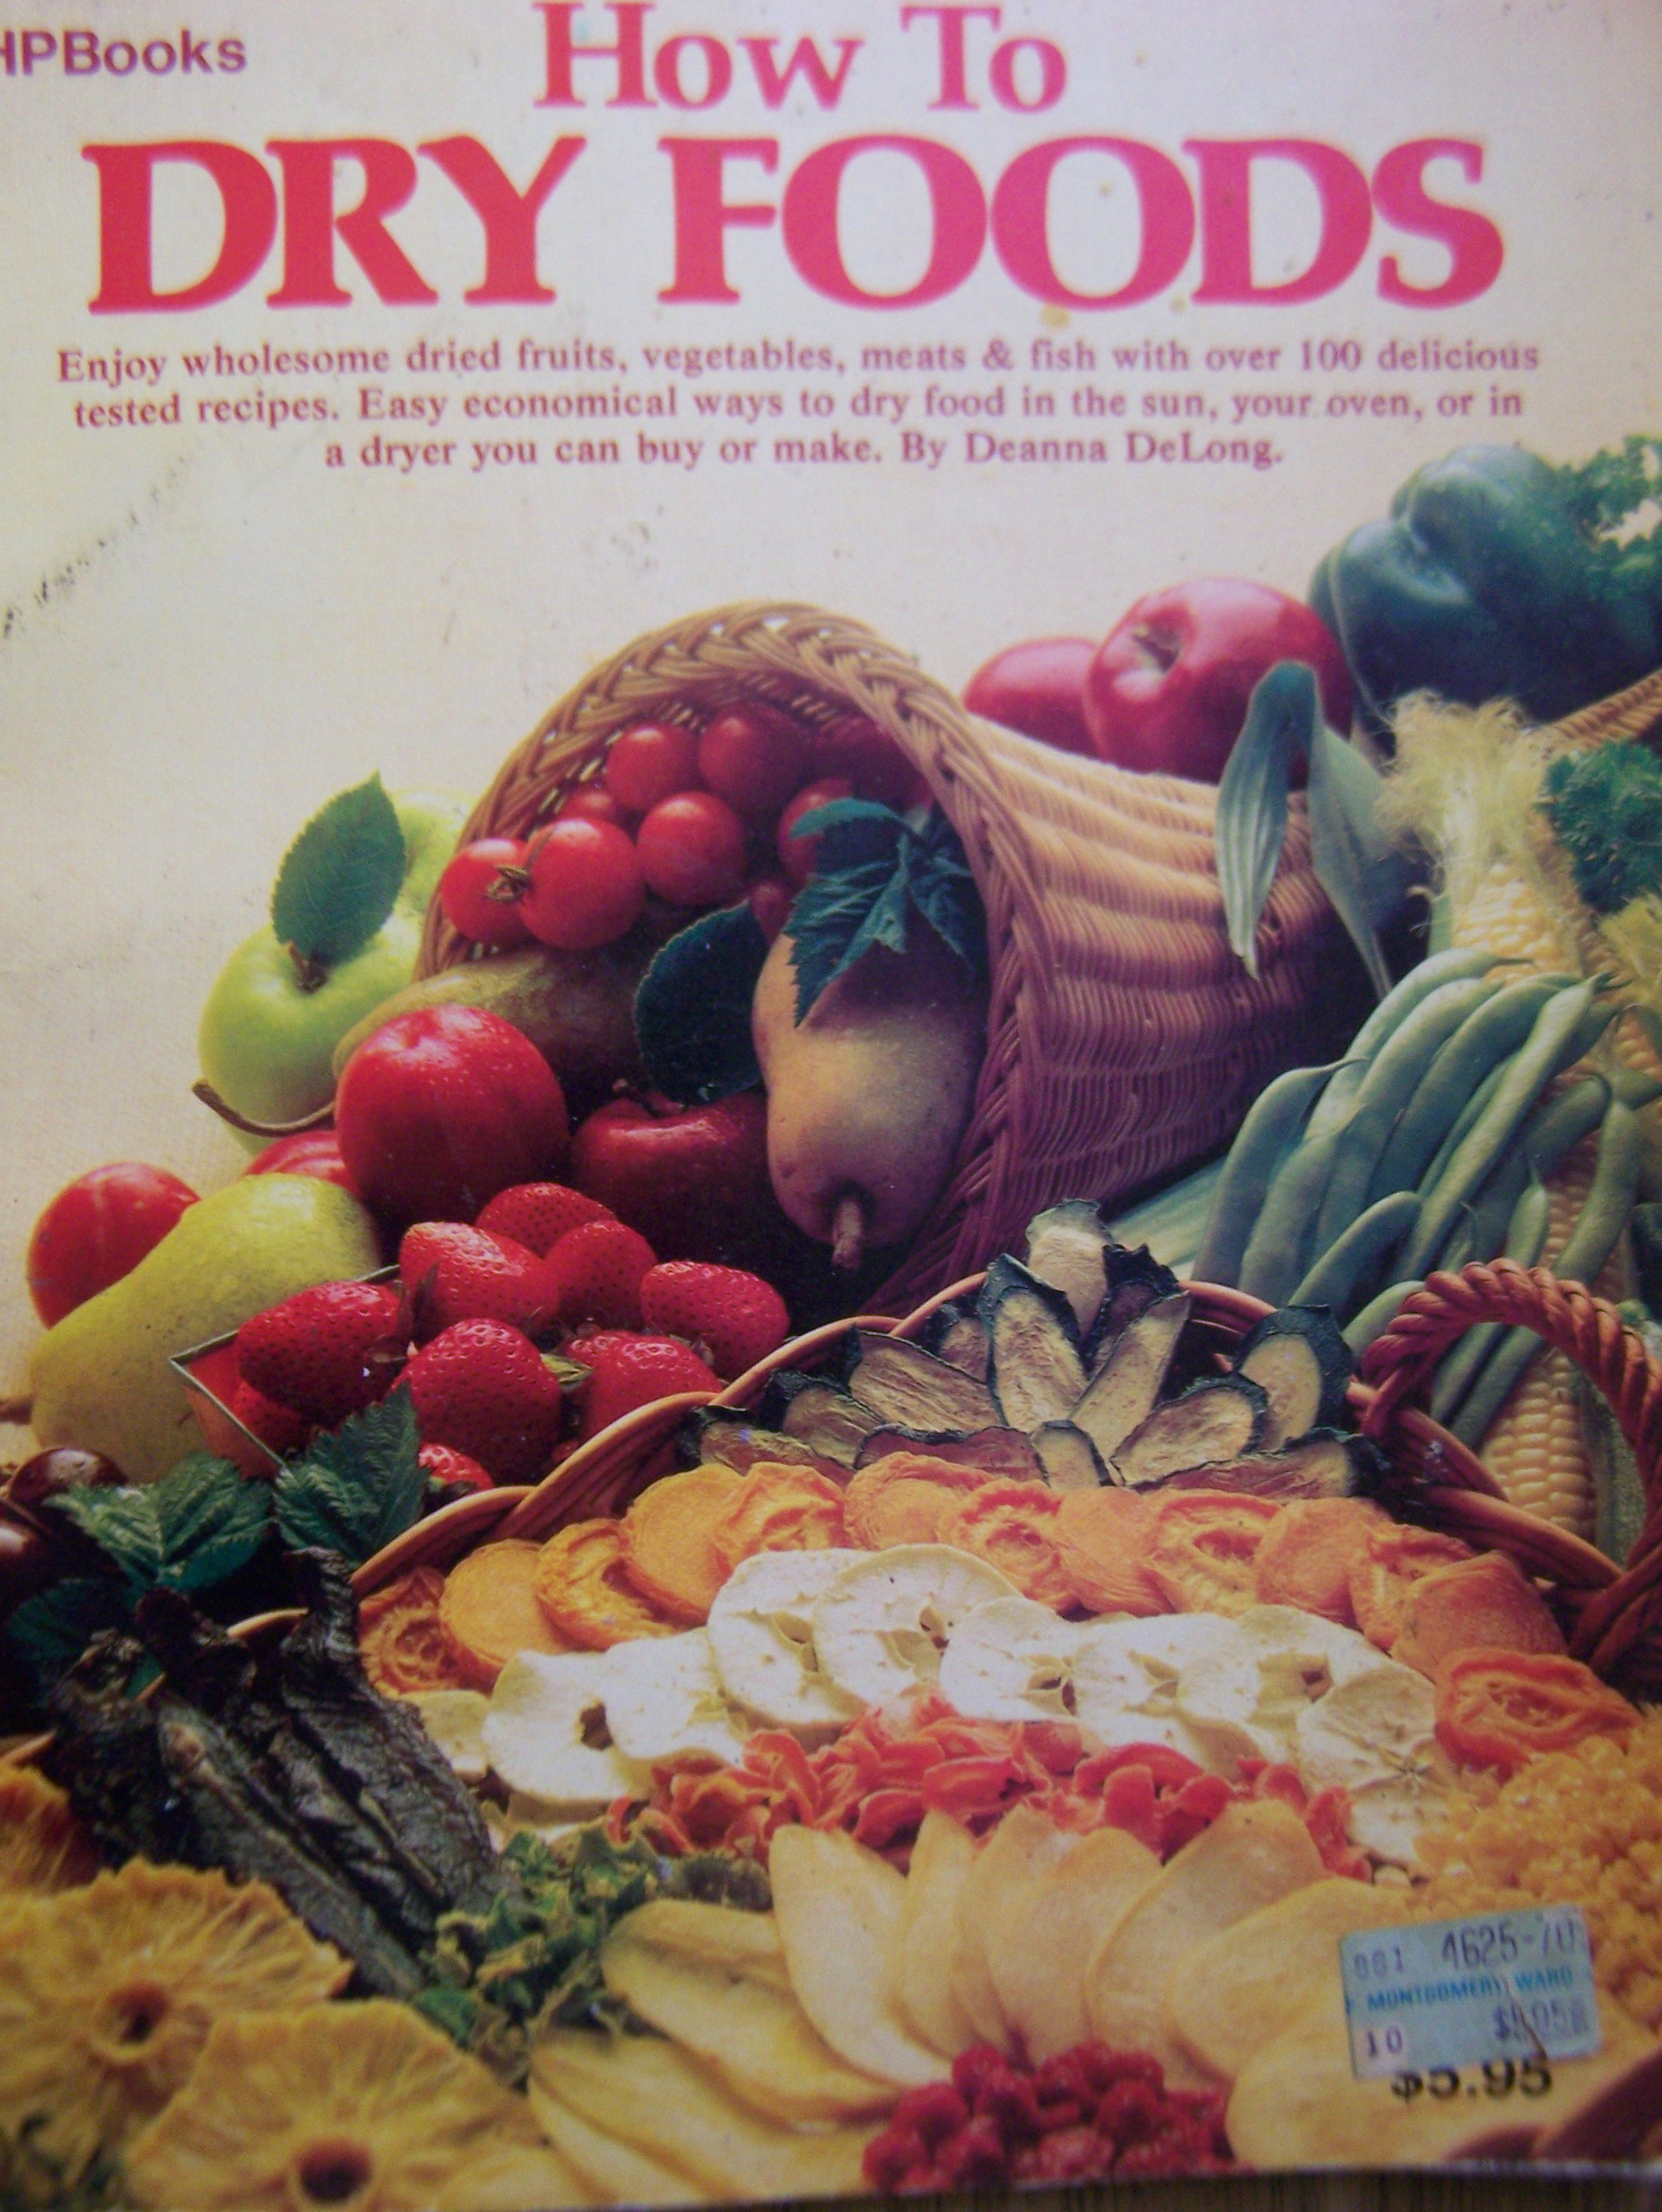 HPBooks
How To
DRY FOODS
Enjoy wholesome dried fruits, vegetables, meats & fish with over 100 delicious
tested recipes. Easy economical ways to dry food in the sun, your oven, or in
a dryer you can buy or make. By Deanna DeLong.
861 4625-70
MONTGOMERY WARD
10
$5.95